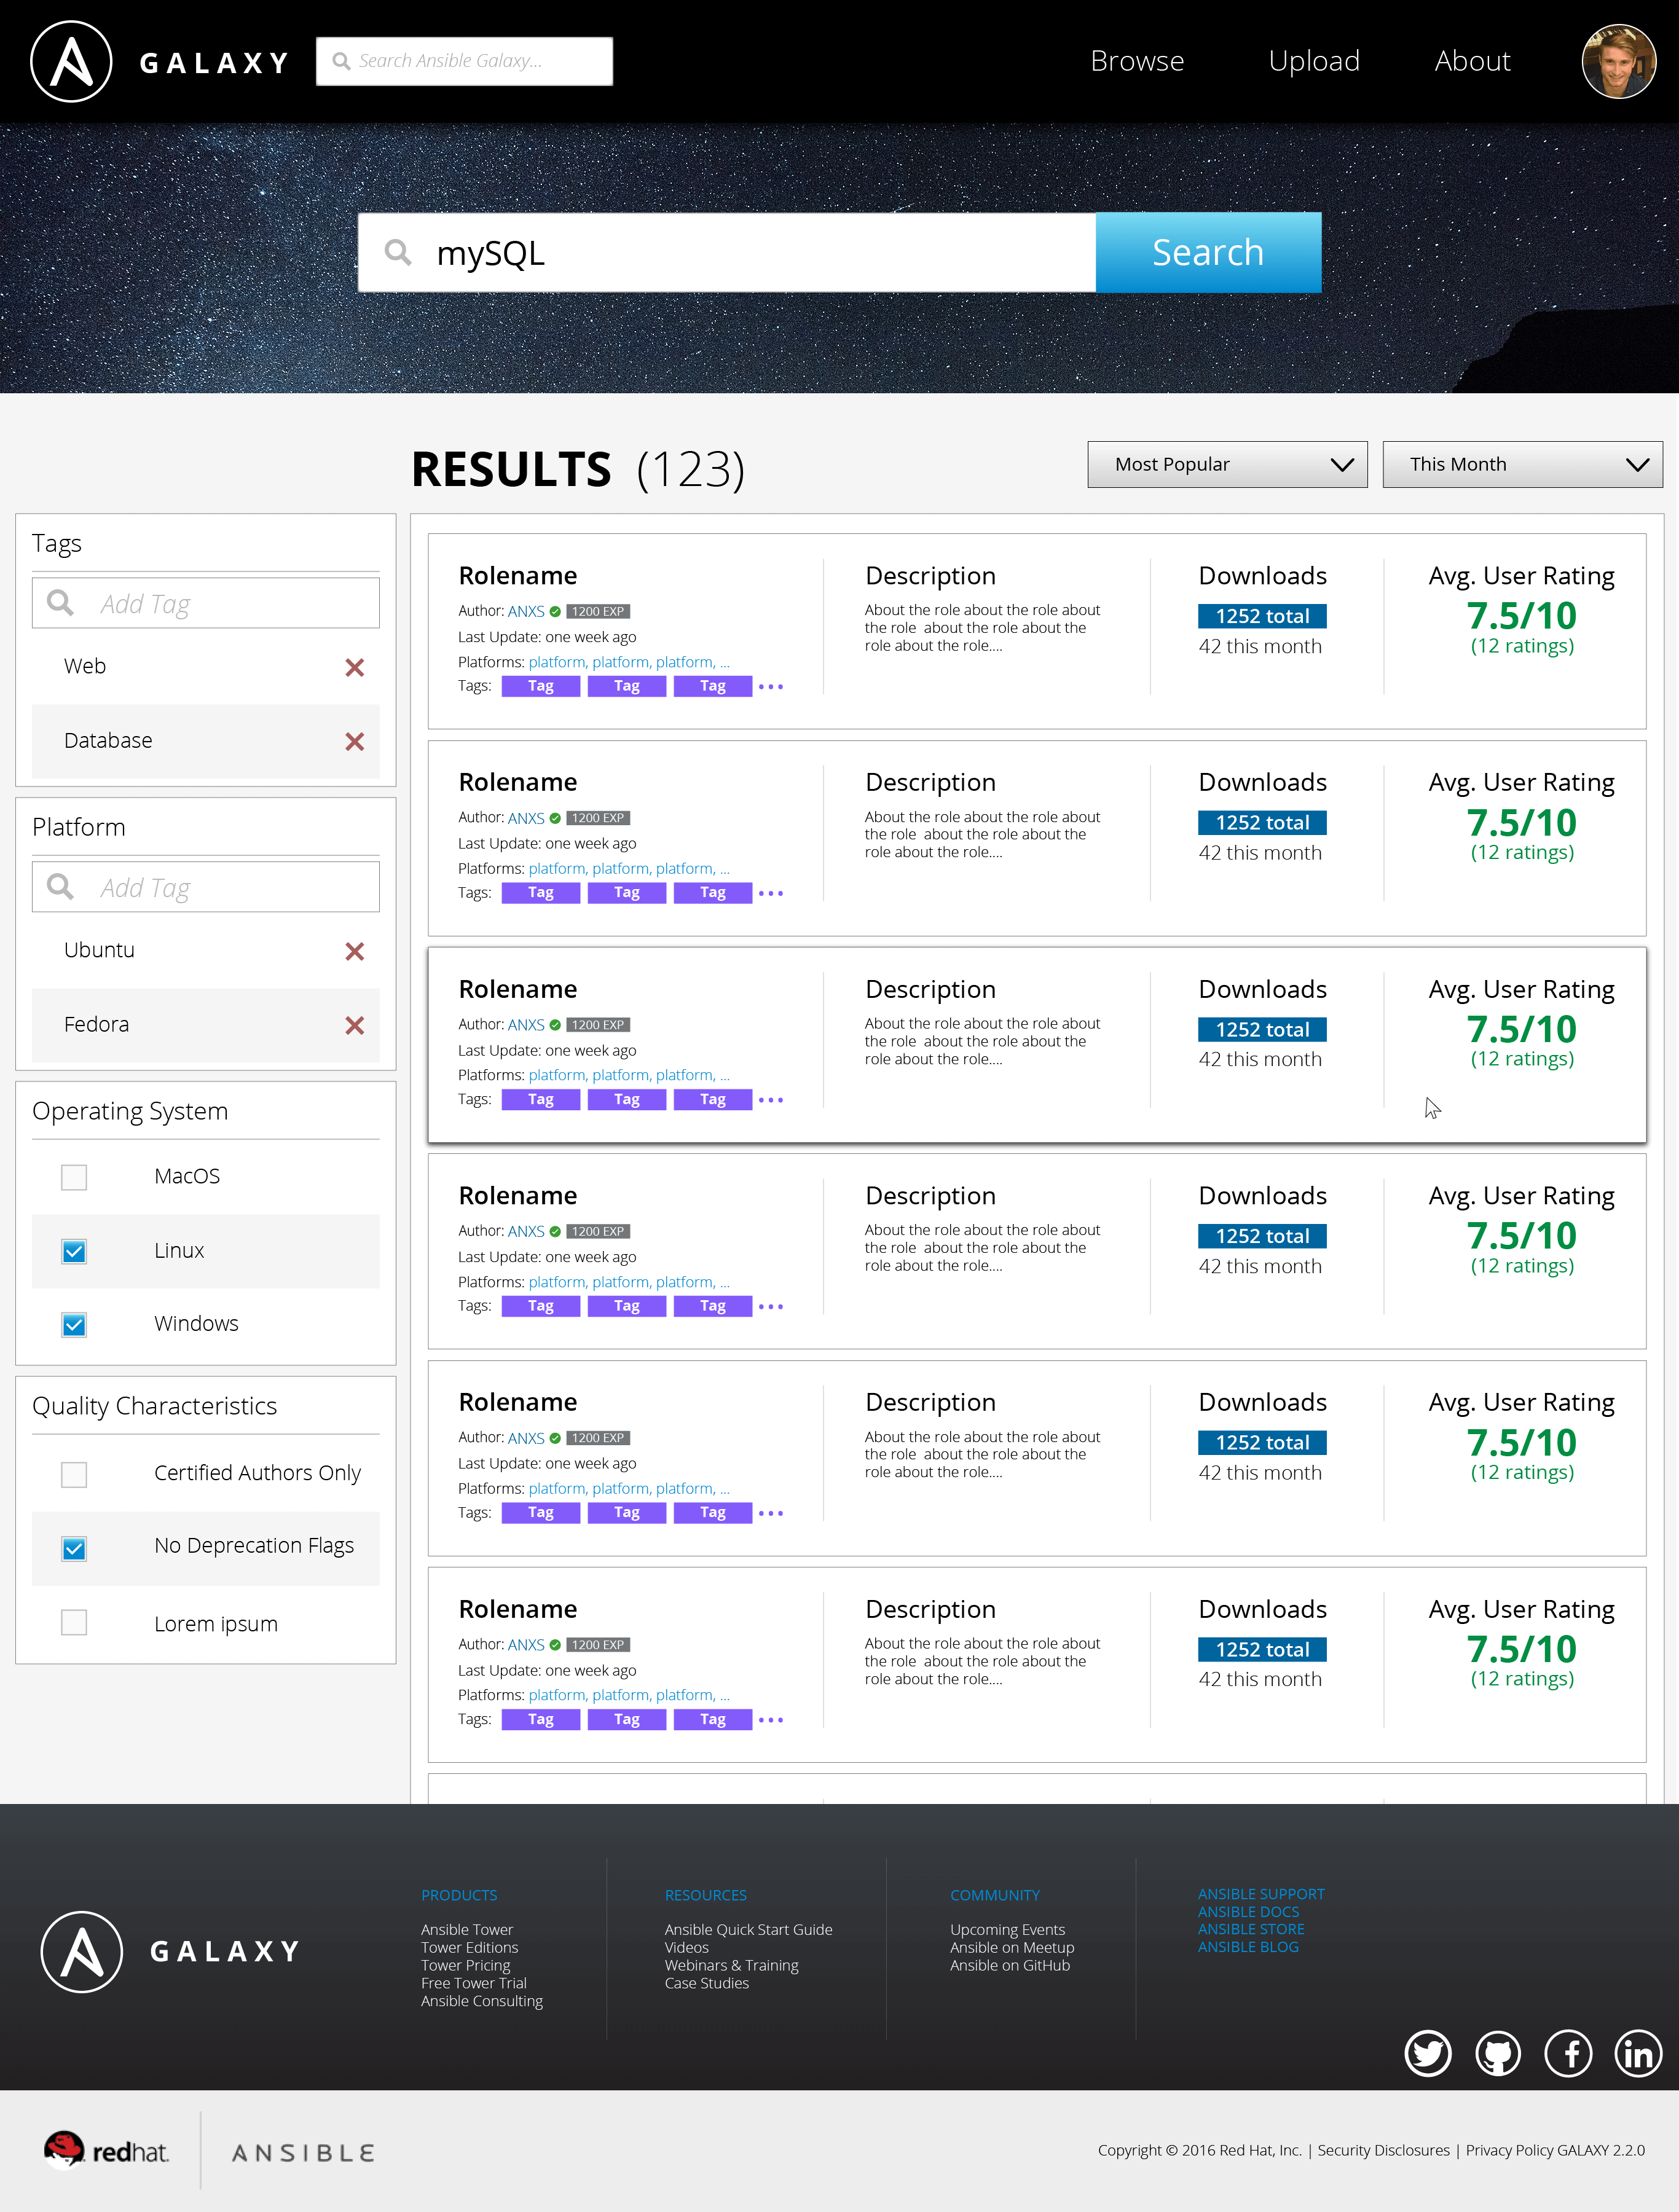 GALAXY
Search Ansible Galaxy...
Browse
Upload
About
mySQL
Search
RESULTS (123)
Most Popular
This Month
Tags
Add Tag
Web
Database
Platform
Add Tag
Ubuntu
Fedora
Operating System
MacOS
Linux
Windows
Quality Characteristics
Certified Authors Only
No Deprecation Flags
Lorem ipsum
Rolename
Author: ANXS 1200 EXP
Last Update: one week ago
Platforms: platform, platform, platform, ...
Tags: Tag Tag Tag
Description
About the role about the role about
the role about the role about the
role about the role....
Downloads
1252 total
42 this month
Avg. User Rating
7.5/10
(12 ratings)
Rolename
Author: ANXS 1200 EXP
Last Update: one week ago
Platforms: platform, platform, platform, ...
Tags: Tag Tag Tag
Description
About the role about the role about
the role about the role about the
role about the role....
Downloads
1252 total
42 this month
Avg. User Rating
7.5/10
(12 ratings)
Rolename
Author: ANXS 1200 EXP
Last Update: one week ago
Platforms: platform, platform, platform, ...
Tags: Tag Tag Tag
Description
About the role about the role about
the role about the role about the
role about the role....
Downloads
1252 total
42 this month
Avg. User Rating
7.5/10
(12 ratings)
Rolename
Author: ANXS 1200 EXP
Last Update: one week ago
Platforms: platform, platform, platform, ...
Tags: Tag Tag Tag
Description
About the role about the role about
the role about the role about the
role about the role....
Downloads
1252 total
42 this month
Avg. User Rating
7.5/10
(12 ratings)
Rolename
Author: ANXS 1200 EXP
Last Update: one week ago
Platforms: platform, platform, platform, ...
Tags: Tag Tag Tag
Description
About the role about the role about
the role about the role about the
role about the role....
Downloads
1252 total
42 this month
Avg. User Rating
7.5/10
(12 ratings)
Rolename
Author: ANXS 1200 EXP
Last Update: one week ago
Platforms: platform, platform, platform, ...
Tags: Tag Tag Tag
Description
About the role about the role about
the role about the role about the
role about the role....
Downloads
1252 total
42 this month
Avg. User Rating
7.5/10
(12 ratings)
GALAXY
PRODUCTS
Ansible Tower
Tower Editions
Tower Pricing
Free Tower Trial
Ansible Consulting
RESOURCES
Ansible Quick Start Guide
Videos
Webinars & Training
Case Studies
COMMUNITY
Upcoming Events
Ansible on Meetup
Ansible on GitHub
ANSIBLE SUPPORT
ANSIBLE DOCS
ANSIBLE STORE
ANSIBLE BLOG
redhat.
ANSIBLE
Copyright © 2016 Red Hat, Inc. | Security Disclosures | Privacy Policy GALAXY 2.2.0